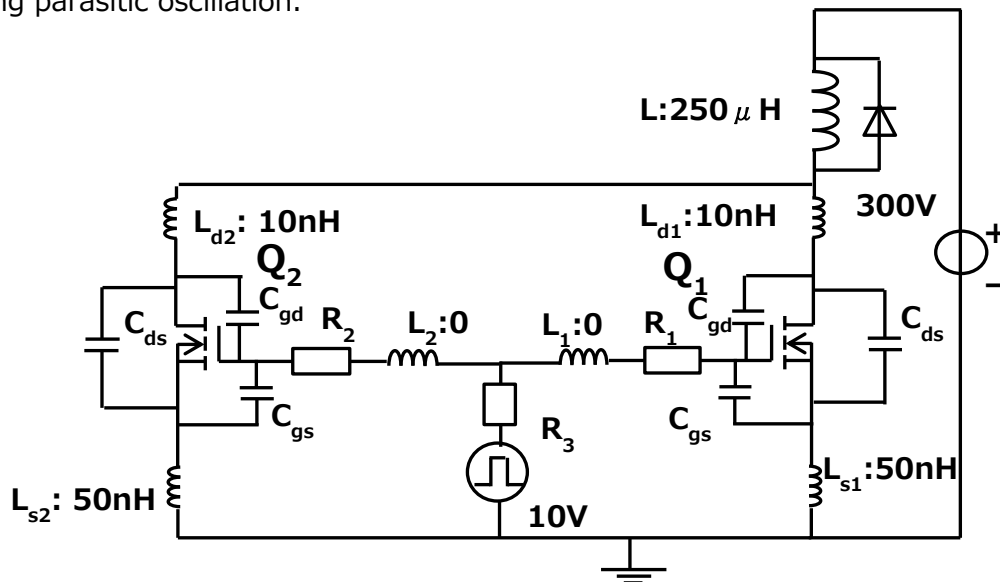 ng parasitic oscillation.
L:250μH
L_d2: 10nH
L_d1:10nH
300V
+
−
Q_2
Q_1
C_ds
C_gd
R_2
L_2:0
L_1:0
R_1
C_gd
C_ds
C_gs
R_3
C_gs
L_s2: 50nH
10V
L_s1:50nH